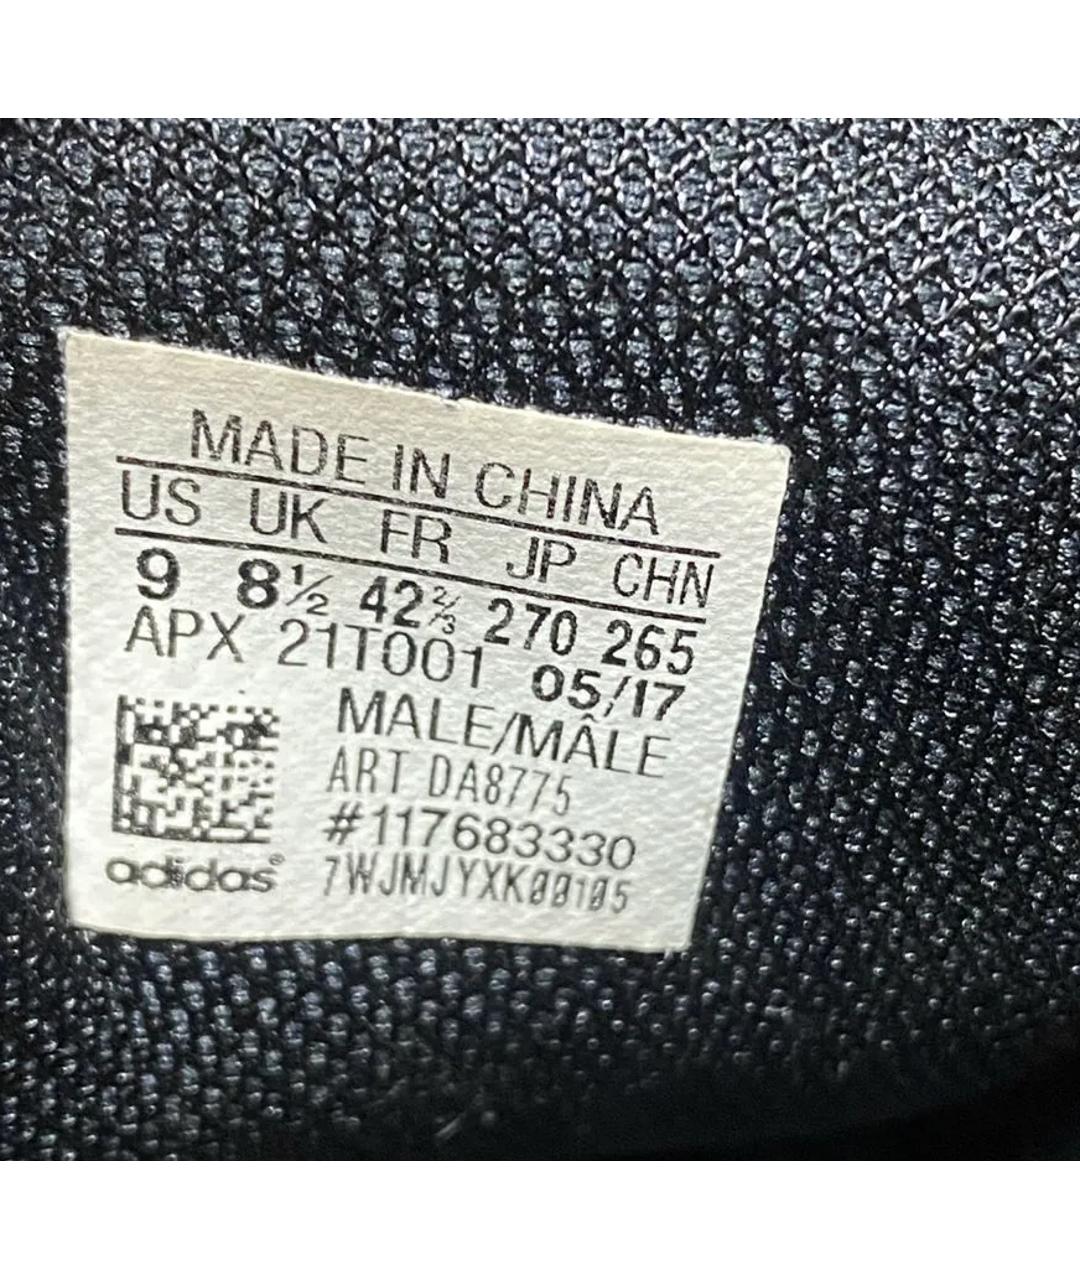 MADE IN CHINA
US UK FR JP CHN
9 8½ 42⅔ 270 265
APX 21T001 05/17
MALE/MÂLE
ART DA8775
#117683330
7WJMJYXK00105
adidas®